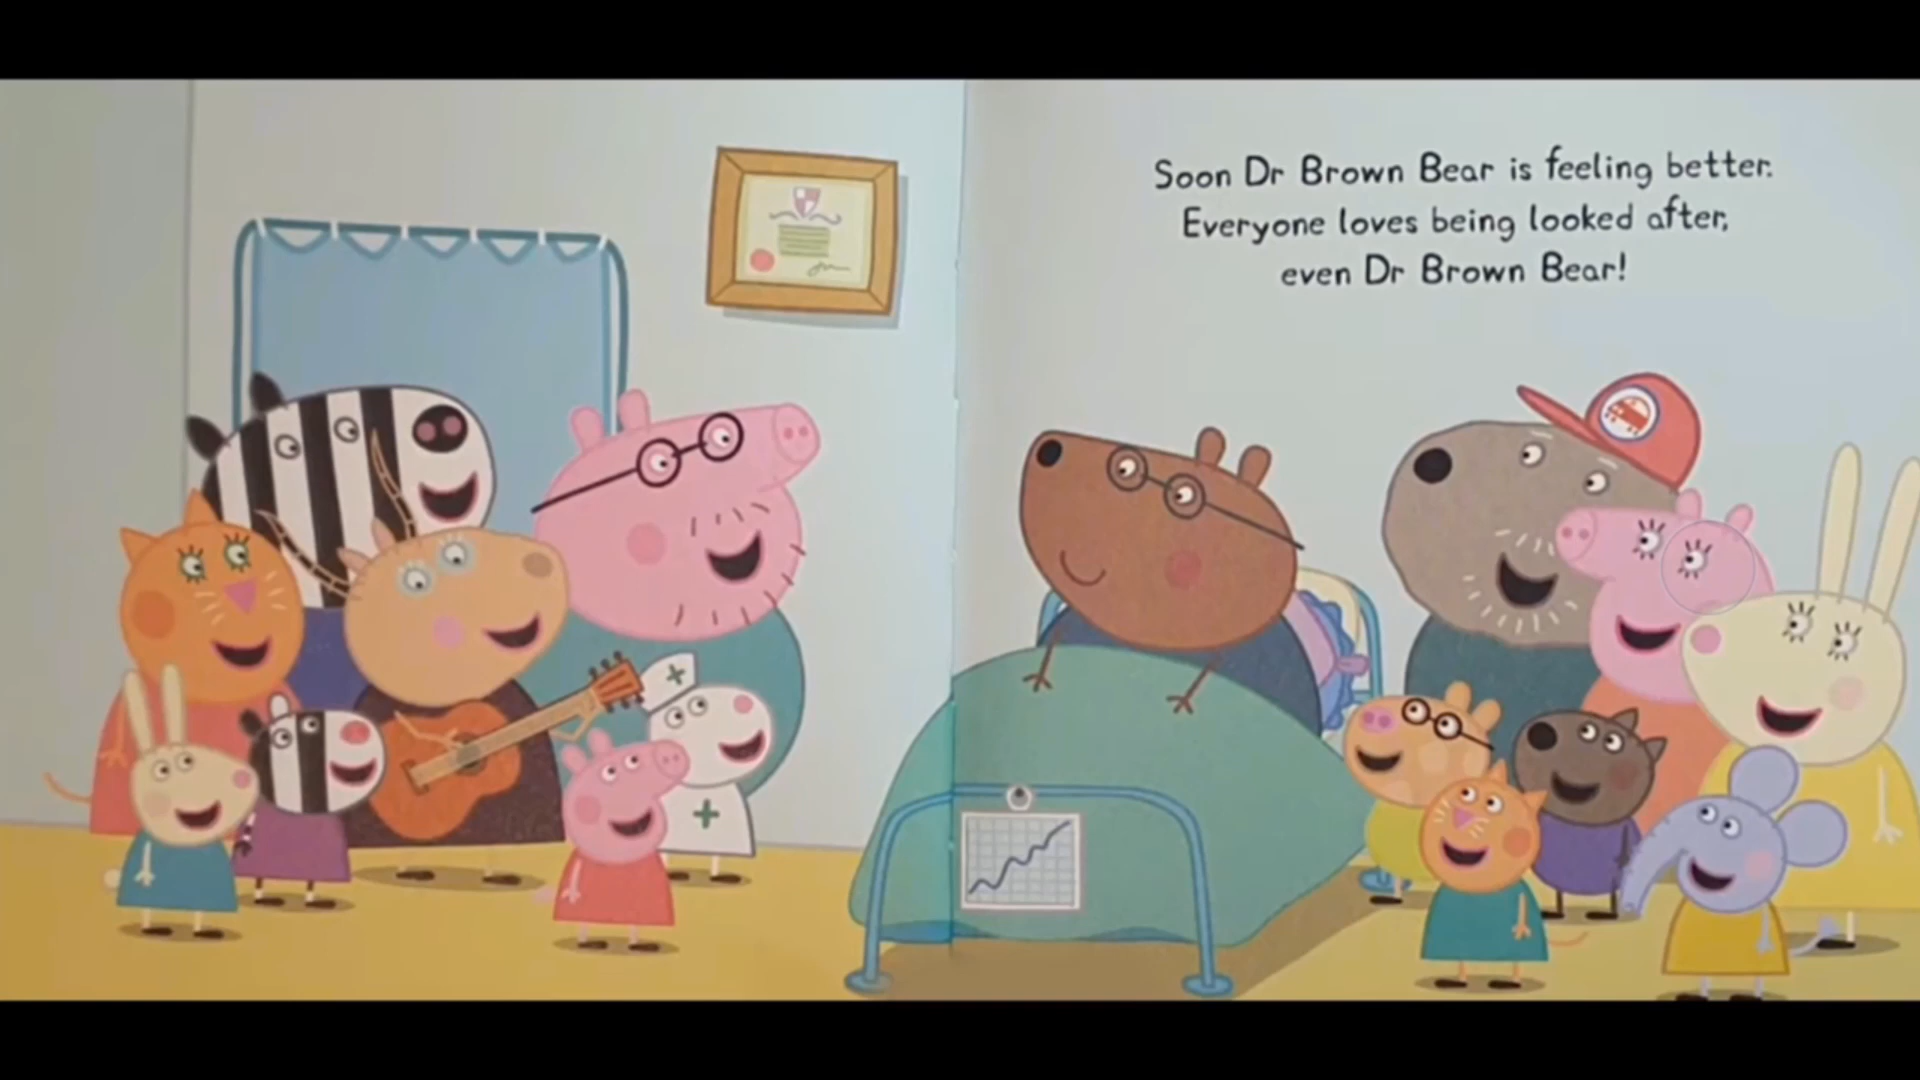 Soon Dr Brown Bear is feeling better.
Everyone loves being looked after,
even Dr Brown Bear!